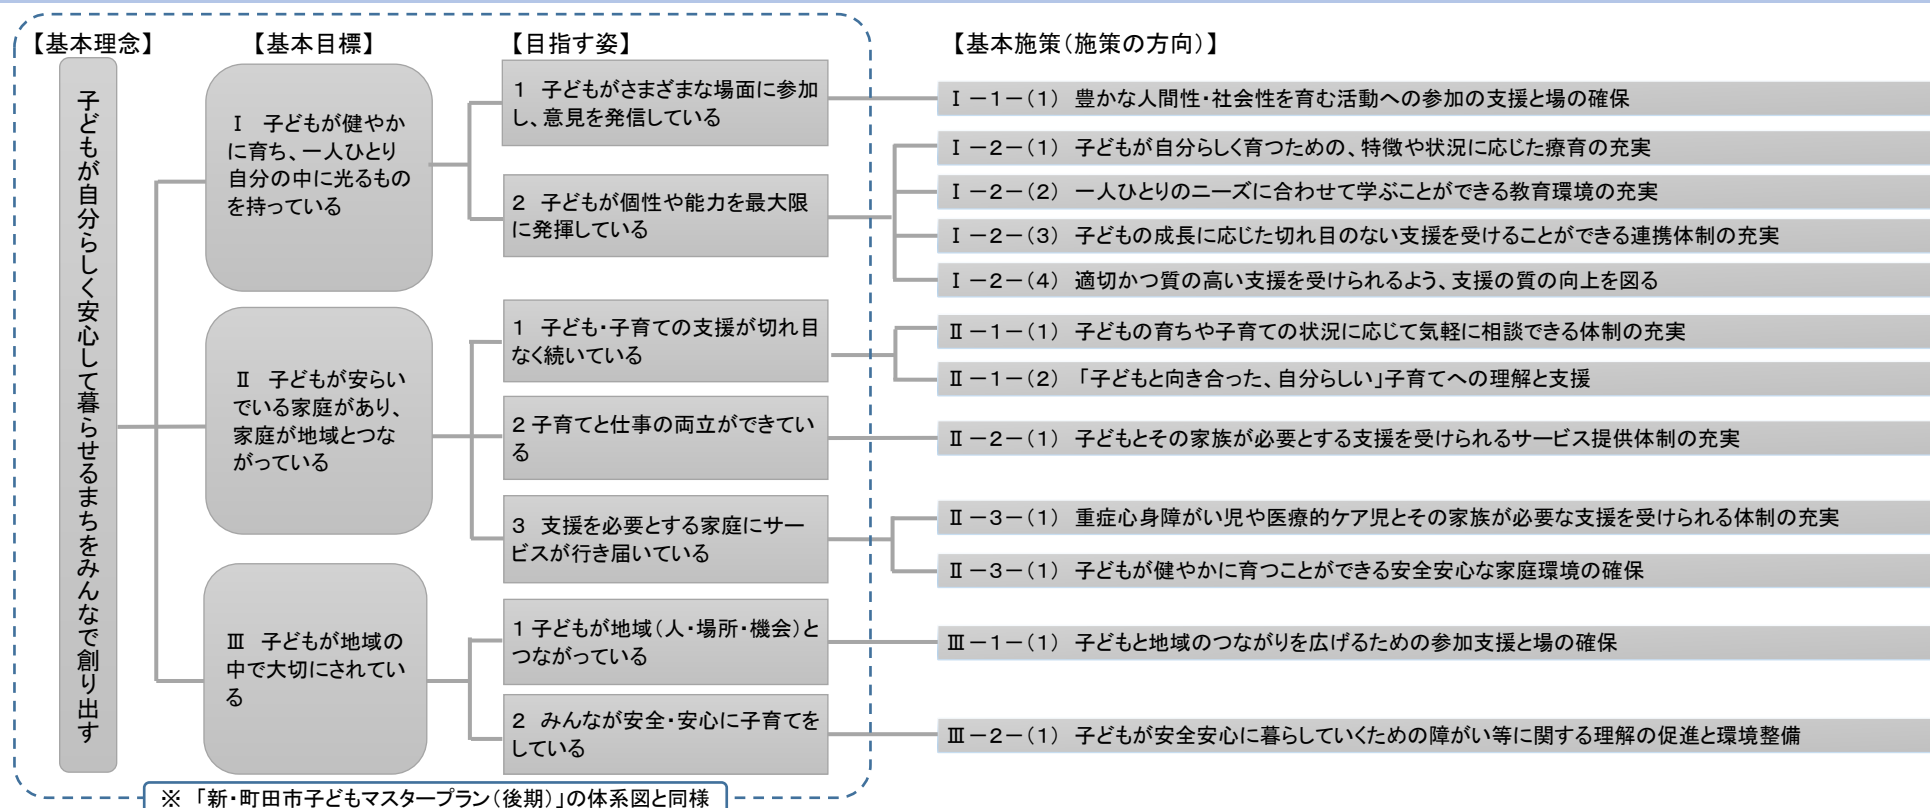 【基本理念】
【基本目標】
【目指す姿】
【基本施策(施策の方向)】
子どもが自分らしく安心して暮らせるまちをみんなで創り出す
Ⅰ 子どもが健やか
に育ち、一人ひとり
自分の中に光るもの
を持っている
1 子どもがさまざまな場面に参加
し、意見を発信している
Ⅰ-1-(1) 豊かな人間性・社会性を育む活動への参加の支援と場の確保
2 子どもが個性や能力を最大限
に発揮している
Ⅰ-2-(1) 子どもが自分らしく育つための、特徴や状況に応じた療育の充実
Ⅰ-2-(2) 一人ひとりのニーズに合わせて学ぶことができる教育環境の充実
Ⅰ-2-(3) 子どもの成長に応じた切れ目のない支援を受けることができる連携体制の充実
Ⅰ-2-(4) 適切かつ質の高い支援を受けられるよう、支援の質の向上を図る
Ⅱ 子どもが安らい
でいる家庭があり、
家庭が地域とつな
がっている
1 子ども・子育ての支援が切れ目
なく続いている
Ⅱ-1-(1) 子どもの育ちや子育ての状況に応じて気軽に相談できる体制の充実
Ⅱ-1-(2) 「子どもと向き合った、自分らしい」子育てへの理解と支援
2 子育てと仕事の両立ができてい
る
Ⅱ-2-(1) 子どもとその家族が必要とする支援を受けられるサービス提供体制の充実
3 支援を必要とする家庭にサー
ビスが行き届いている
Ⅱ-3-(1) 重症心身障がい児や医療的ケア児とその家族が必要な支援を受けられる体制の充実
Ⅱ-3-(1) 子どもが健やかに育つことができる安全安心な家庭環境の確保
Ⅲ 子どもが地域の
中で大切にされてい
る
1 子どもが地域(人・場所・機会)と
つながっている
Ⅲ-1-(1) 子どもと地域のつながりを広げるための参加支援と場の確保
2 みんなが安全・安心に子育てを
している
Ⅲ-2-(1) 子どもが安全安心に暮らしていくための障がい等に関する理解の促進と環境整備
※ 「新・町田市子どもマスタープラン(後期)」の体系図と同様